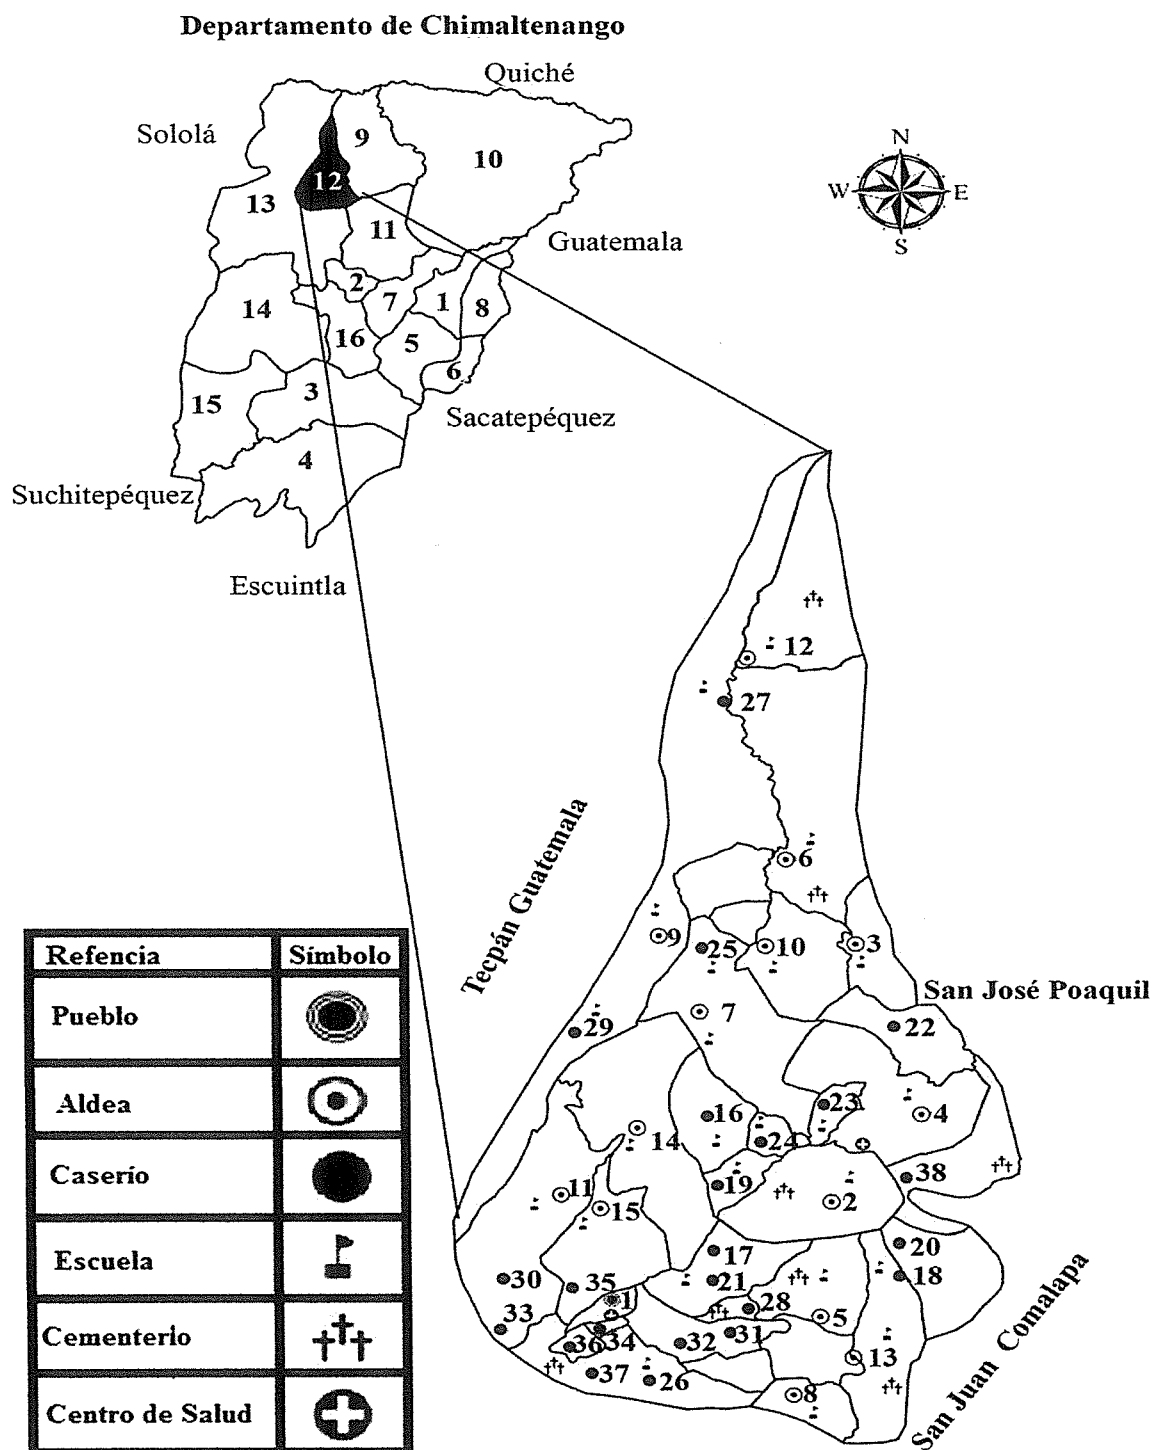 Departamento de Chimaltenango
Quiché
Sololá
9
10
12
13
11
Guatemala
2
7
1
8
14
16
5
6
3
15
Sacatepéquez
4
Suchitepéquez
Escuintla
N
W
E
S
12
27
6
Tecpán Guatemala
9
25
10
3
San José Poaquil
7
22
29
16
23
4
14
24
38
11
19
15
2
17
20
30
35
21
18
1
28
5
33
34
36
32
31
13
37
26
8
San Juan Comalapa
Refencia Símbolo
Pueblo
Aldea
Caserío
Escuela
Cementerio
Centro de Salud